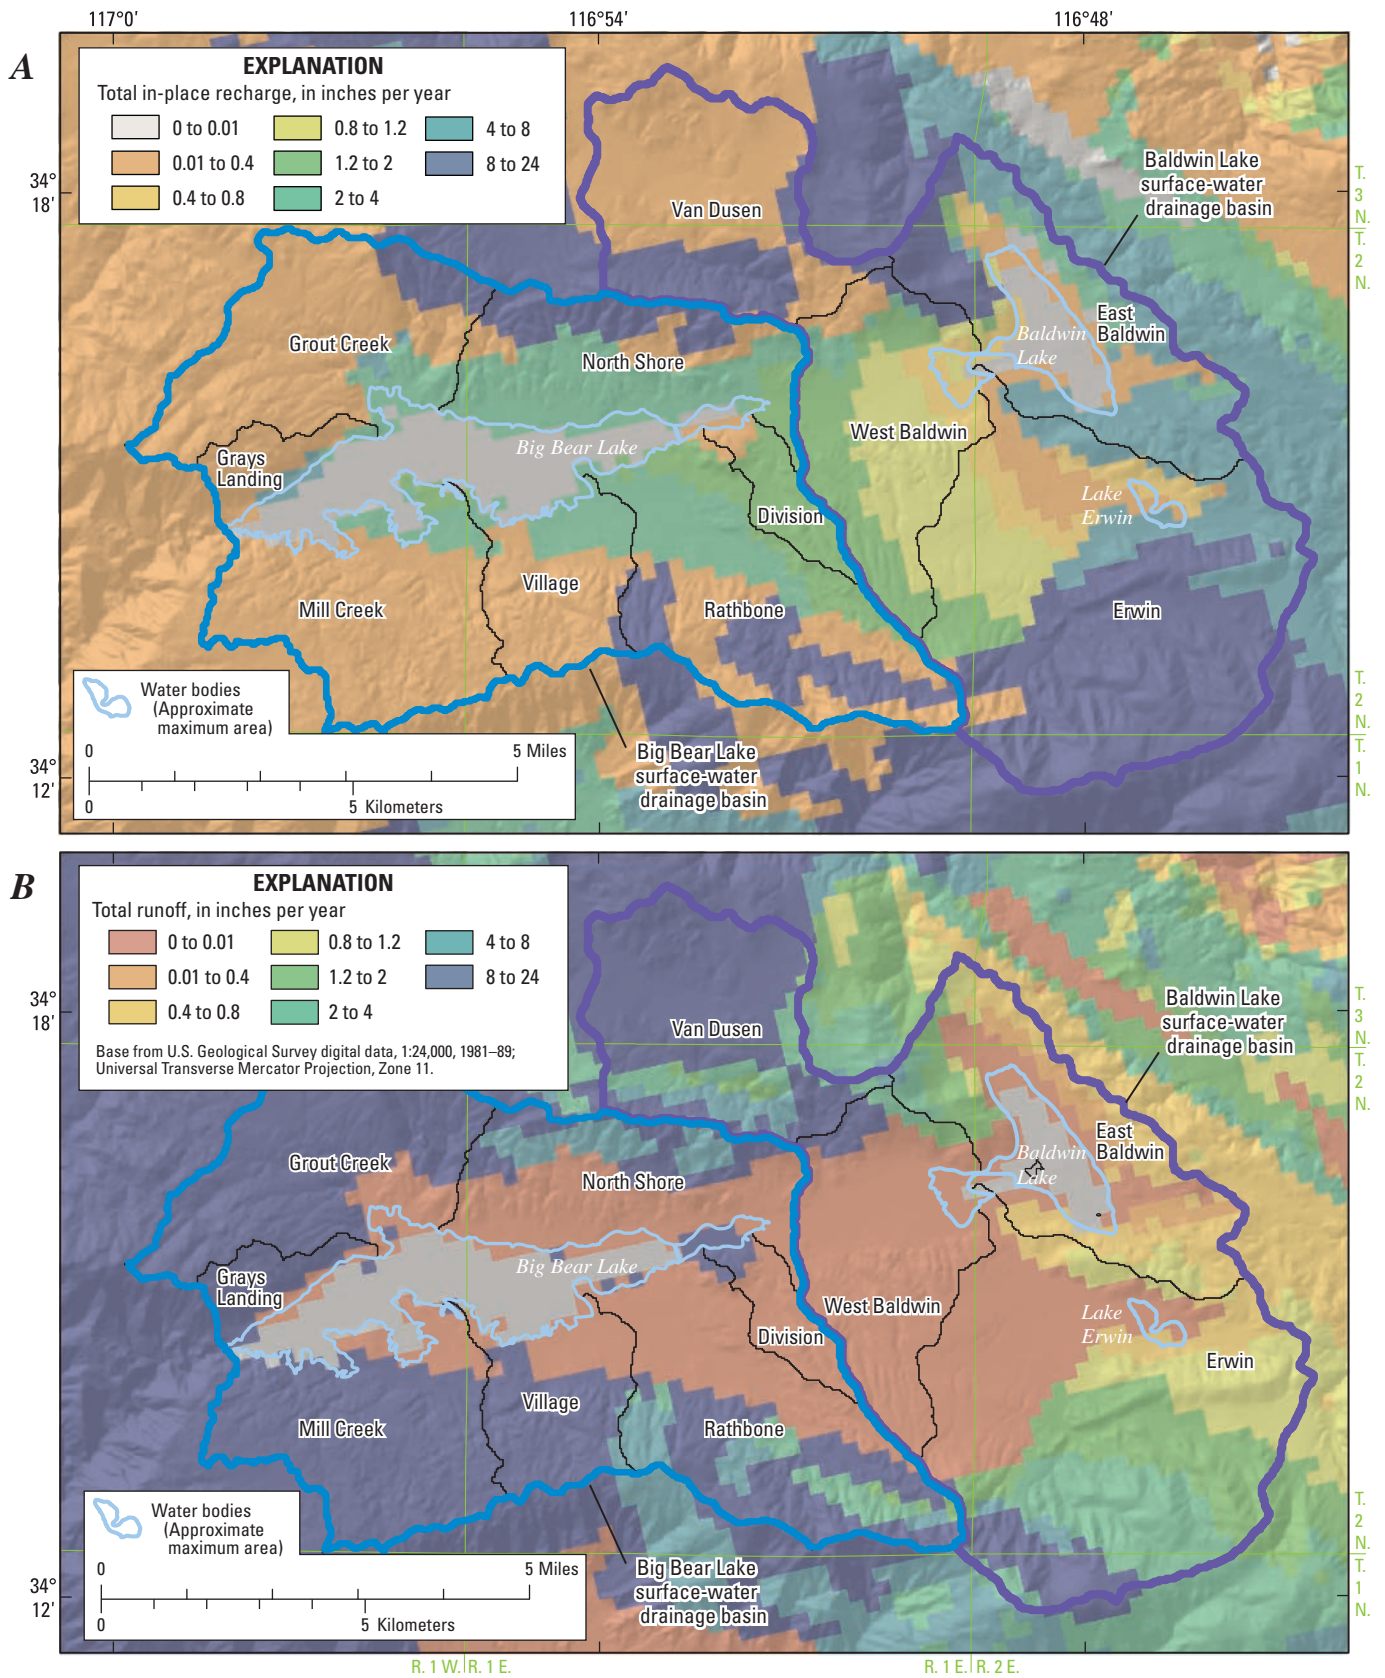 117°0'
116°54'
116°48'
A
EXPLANATION
Total in-place recharge, in inches per year
0 to 0.01
0.8 to 1.2
4 to 8
0.01 to 0.4
1.2 to 2
8 to 24
0.4 to 0.8
2 to 4
34°
18'
Van Dusen
Baldwin Lake
surface-water
drainage basin
T.
3
N.
T.
2
N.
Grout Creek
North Shore
Baldwin
Lake
East
Baldwin
Grays
Landing
Big Bear Lake
West Baldwin
Lake
Erwin
Division
Village
Mill Creek
Rathbone
Erwin
Water bodies
(Approximate
maximum area)
0
5 Miles
0
5 Kilometers
Big Bear Lake
surface-water
drainage basin
34°
12'
T.
2
N.
T.
1
N.
B
EXPLANATION
Total runoff, in inches per year
0 to 0.01
0.8 to 1.2
4 to 8
0.01 to 0.4
1.2 to 2
8 to 24
0.4 to 0.8
2 to 4
Base from U.S. Geological Survey digital data, 1:24,000, 1981–89;
Universal Transverse Mercator Projection, Zone 11.
34°
18'
Van Dusen
Baldwin Lake
surface-water
drainage basin
T.
3
N.
T.
2
N.
Grout Creek
North Shore
Baldwin
Lake
East
Baldwin
Grays
Landing
Big Bear Lake
West Baldwin
Lake
Erwin
Division
Erwin
Village
Mill Creek
Rathbone
Water bodies
(Approximate
maximum area)
0
5 Miles
0
5 Kilometers
Big Bear Lake
surface-water
drainage basin
34°
12'
T.
2
N.
T.
1
N.
R. 1 W.
R. 1 E.
R. 1 E.
R. 2 E.